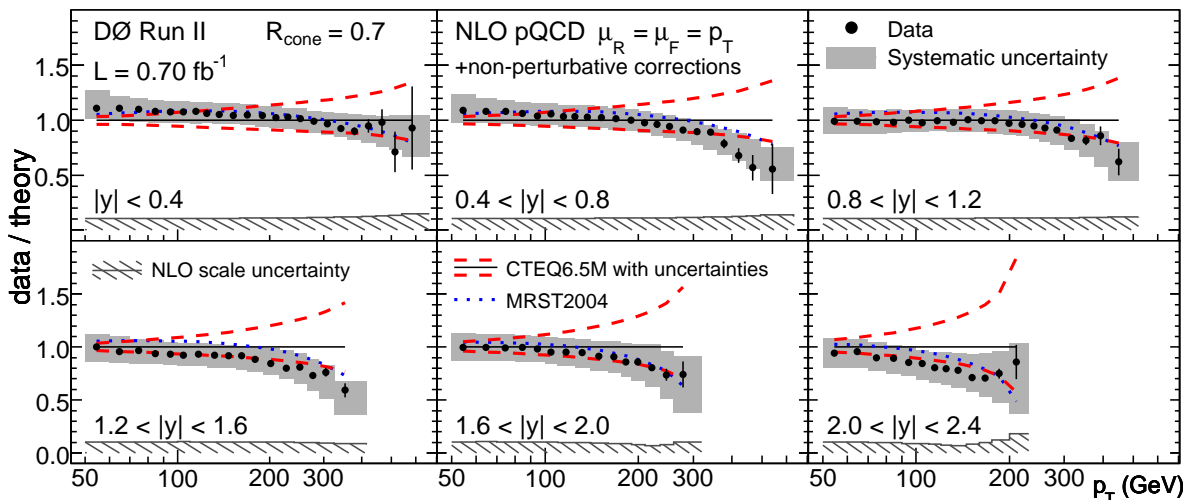 DØ Run II
R_cone = 0.7
L = 0.70 fb⁻¹
NLO pQCD μ_R = μ_F = p_T
+non-perturbative corrections
Data
Systematic uncertainty
1.5
1.0
0.5
|y| < 0.4
0.4 < |y| < 0.8
0.8 < |y| < 1.2
data / theory
NLO scale uncertainty
CTEQ6.5M with uncertainties
MRST2004
1.5
1.0
0.5
0.0
1.2 < |y| < 1.6
1.6 < |y| < 2.0
2.0 < |y| < 2.4
50 100 200 300
50 100 200 300
50 100 200 300
p_T (GeV)